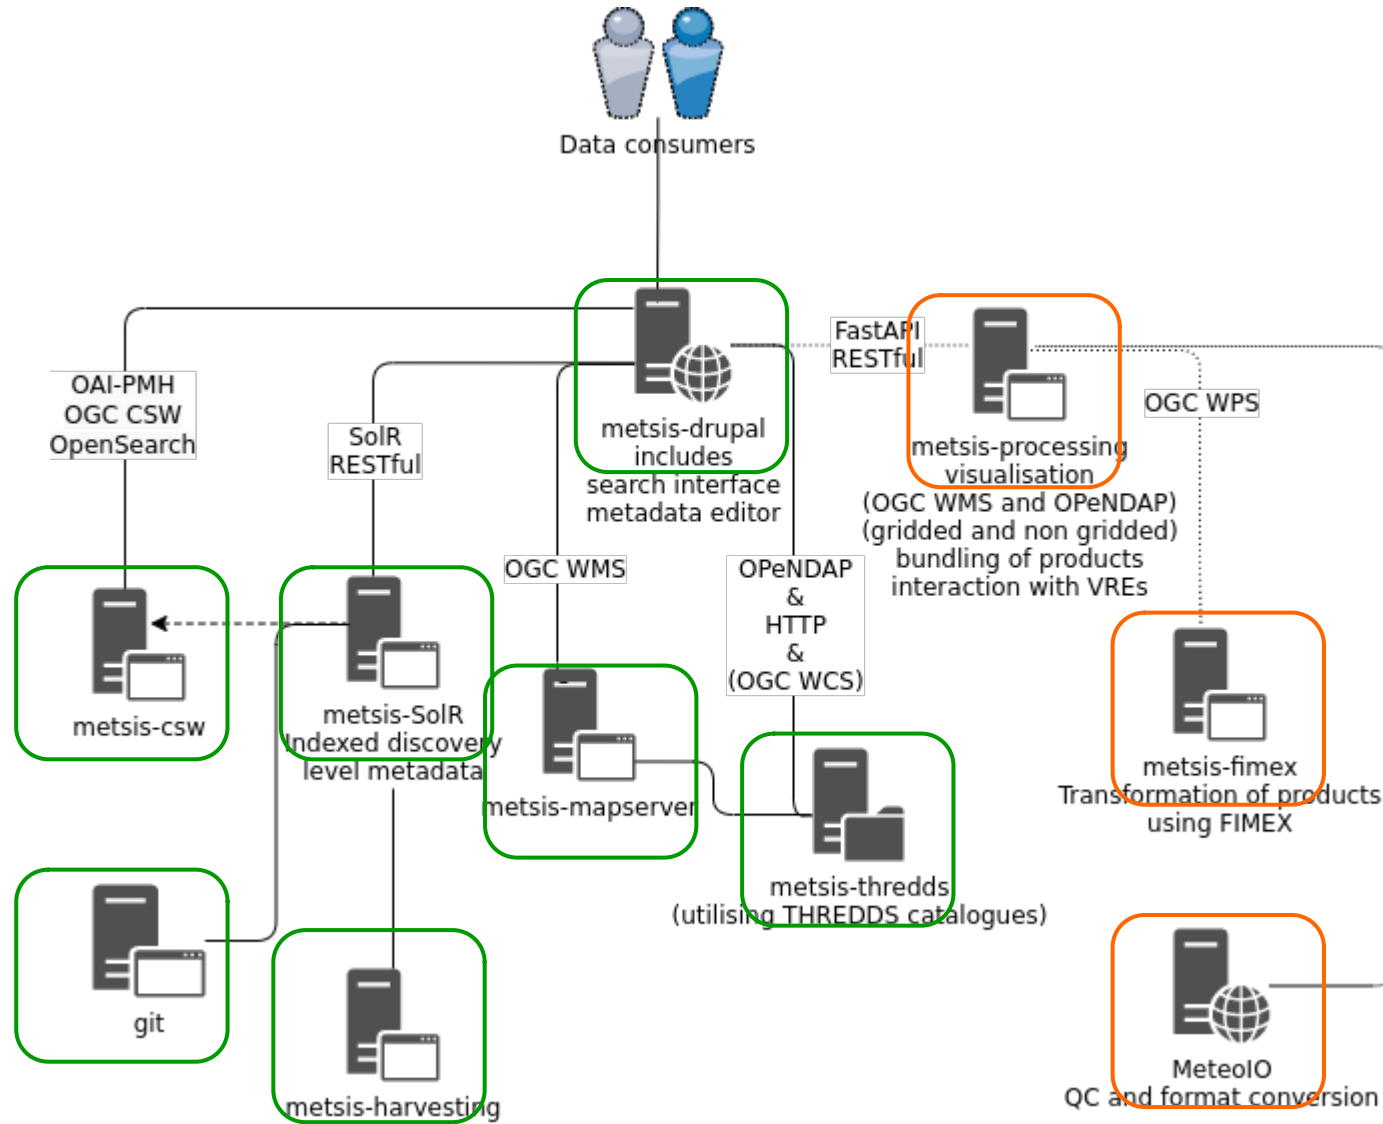 Data consumers
FastAPI
RESTful
OAI-PMH
OGC CSW
OpenSearch
SolR
RESTful
metsis-drupal
includes
search interface
metadata editor
OGC WPS
metsis-processing
visualisation
(OGC WMS and OPeNDAP)
(gridded and non gridded)
bundling of products
interaction with VREs
OGC WMS
OPeNDAP
&
HTTP
&
(OGC WCS)
metsis-csw
metsis-SolR
Indexed discovery
level metadata
metsis-mapserver
metsis-fimex
Transformation of products
using FIMEX
metsis-thredds
(utilising THREDDS catalogues)
git
metsis-harvesting
MeteoIO
QC and format conversion